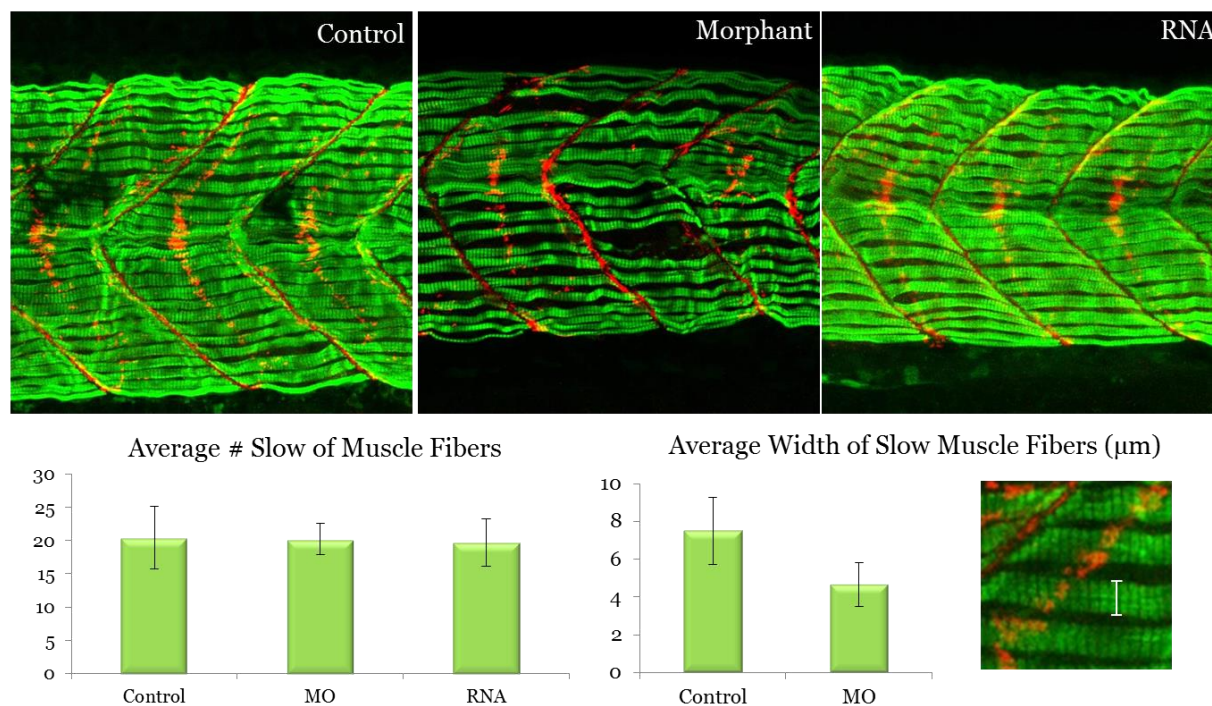 Control
Morphant
RNA
Average # Slow of Muscle Fibers
30
25
20
15
10
5
0
Control
MO
RNA
Average Width of Slow Muscle Fibers (µm)
10
8
6
4
2
0
Control
MO